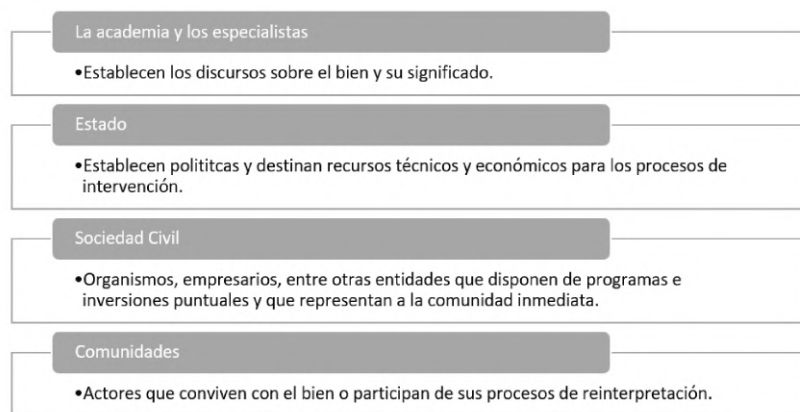 La academia y los especialistas
•Establecen los discursos sobre el bien y su significado.
Estado
•Establecen polititcas y destinan recursos técnicos y económicos para los procesos de
intervención.
Sociedad Civil
•Organismos, empresarios, entre otras entidades que disponen de programas e
inversiones puntuales y que representan a la comunidad inmediata.
Comunidades
•Actores que conviven con el bien o participan de sus procesos de reinterpretación.